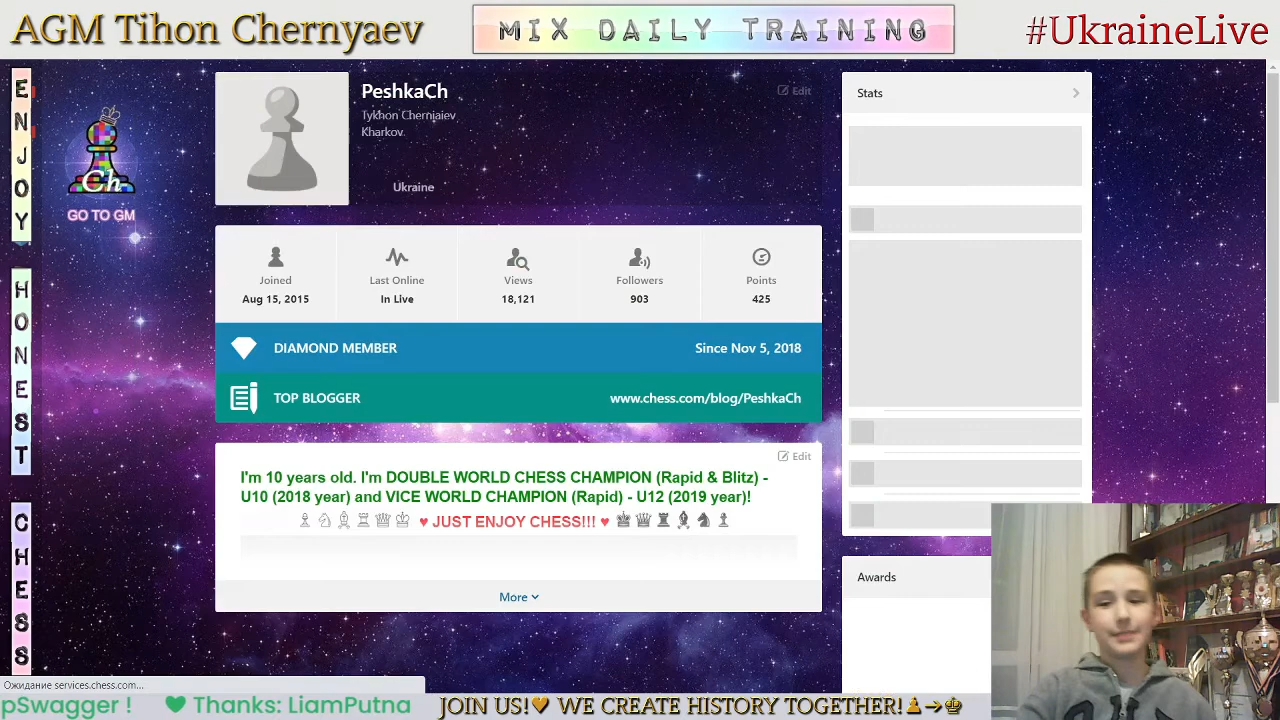 AGM Tihon Chernyaev
MIX DAILY TRAINING
#UkraineLive
ENJOY
HONEST
CHESS
Ch
GO TO GM
PeshkaCh
Edit
Tykhon Cherniaiev
Kharkov.
Ukraine
Joined
Aug 15, 2015
Last Online
In Live
Views
18,121
Followers
903
Points
425
DIAMOND MEMBER
Since Nov 5, 2018
TOP BLOGGER
www.chess.com/blog/PeshkaCh
Edit
I'm 10 years old. I'm DOUBLE WORLD CHESS CHAMPION (Rapid & Blitz) -
U10 (2018 year) and VICE WORLD CHAMPION (Rapid) - U12 (2019 year)!
♗♘♗♖♕♔ ♥ JUST ENJOY CHESS!!! ♥ ♚♛♜♝♞♝
More
Stats
Awards
Ожидание services.chess.com...
pSwagger ! 💚 Thanks: LiamPutna
JOIN US!🧡 WE CREATE HISTORY TOGETHER!♟→♚